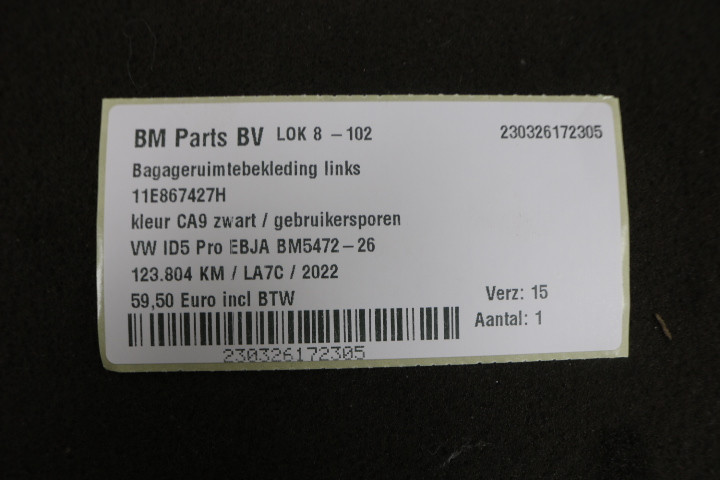 BM Parts BV LOK 8 - 102 230326172305
Bagageruimtebekleding links
11E867427H
kleur CA9 zwart / gebruikersporen
VW ID5 Pro EBJA BM5472-26
123.804 KM / LA7C / 2022
59,50 Euro incl BTW Verz: 15
Aantal: 1
230326172305